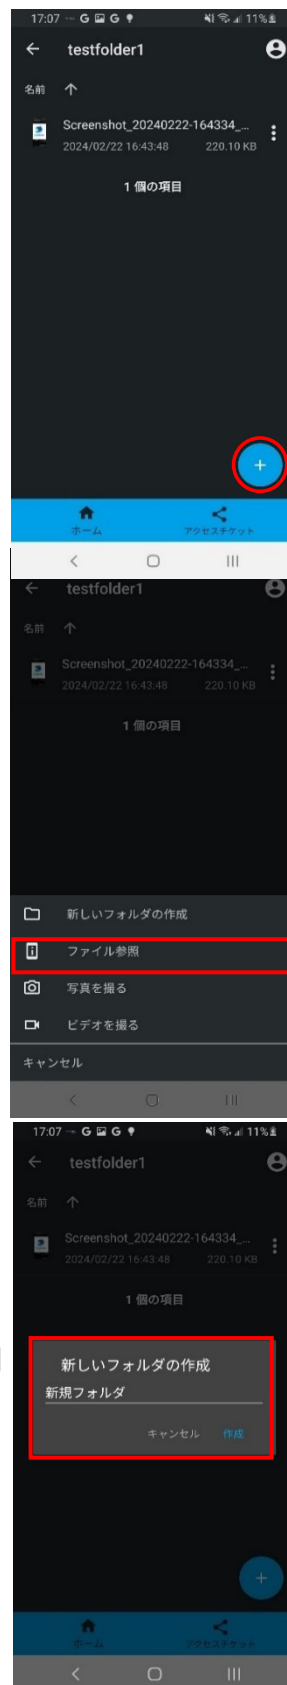 17:07 G G 11%
testfolder1
名前
Screenshot_20240222-164334_...
2024/02/22 16:43:48 220.10 KB
1 個の項目
+
ホーム アクセスチケット
testfolder1
名前
Screenshot_20240222-164334_...
2024/02/22 16:43:48 220.10 KB
1 個の項目
新しいフォルダの作成
ファイル参照
写真を撮る
ビデオを撮る
キャンセル
17:07 G G 11%
testfolder1
名前
Screenshot_20240222-164334_...
2024/02/22 16:43:48 220.10 KB
1 個の項目
新しいフォルダの作成
新規フォルダ
キャンセル 作成
+
ホーム アクセスチケット